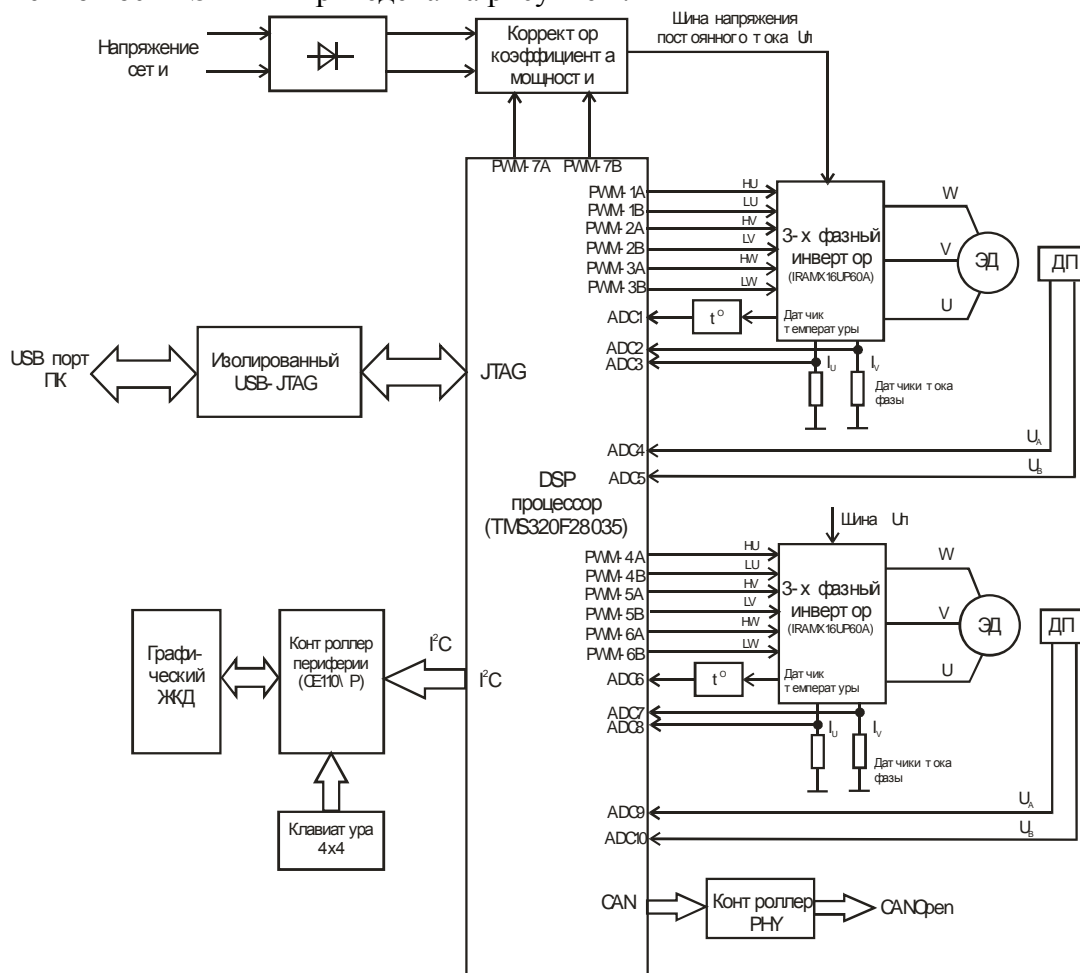 Напряжение
сети
Корректор
коэффициента
мощности
Шина напряжения
постоянного тока Uп
PWM-7A PWM-7B
PWM-1A
PWM-1B
PWM-2A
PWM-2B
PWM-3A
PWM-3B
HU
LU
HV
LV
HW
LW
3-х фазный
инвертор
(IRAMX16UP60A)
W
V
U
ЭД
ДП
ADC1
t°
Датчик
температуры
ADC2
ADC3
IU
IV
Датчики тока
фазы
USB порт
ПК
Изолированный
USB-JTAG
JTAG
ADC4
ADC5
UA
UB
DSP
процессор
(TMS320F28035)
Шина Uп
PWM-4A
PWM-4B
PWM-5A
PWM-5B
PWM-6A
PWM-6B
HU
LU
HV
LV
HW
LW
3-х фазный
инвертор
(IRAMX16UP60A)
W
V
U
ЭД
ДП
ADC6
t°
Датчик
температуры
ADC7
ADC8
IU
IV
Датчики тока
фазы
Графи-
ческий
ЖКД
Контроллер
периферии
(CE110\P)
I²C
I²C
Клавиатура
4x4
ADC9
ADC10
UA
UB
CAN
Контроллер
PHY
CANOpen